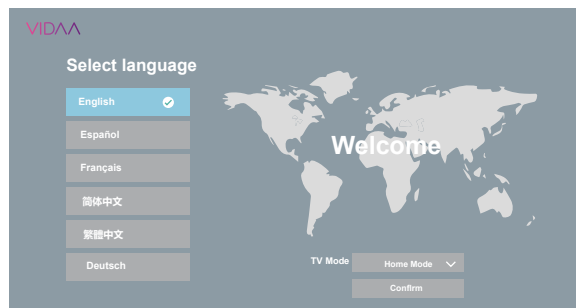 VIDAA
Select language
English
Español
Français
简体中文
繁體中文
Deutsch
Welcome
TV Mode
Home Mode
Confirm